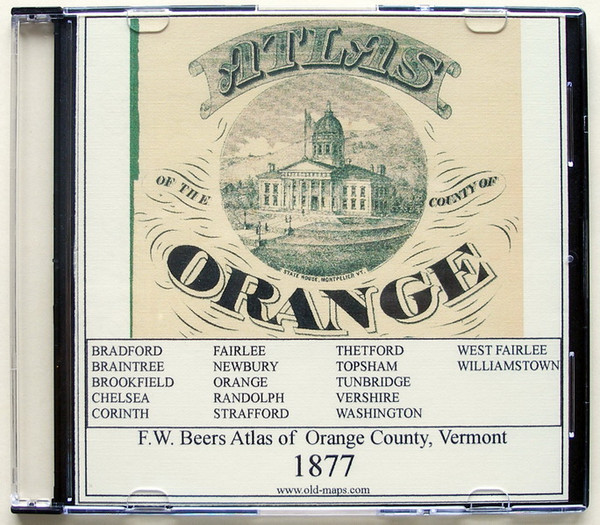 ATLAS
OF THE COUNTY OF
STATE HOUSE, MONTPELIER VT.
ORANGE
BRADFORD FAIRLEE THETFORD WEST FAIRLEE
BRAINTREE NEWBURY TOPSHAM WILLIAMSTOWN
BROOKFIELD ORANGE TUNBRIDGE
CHELSEA RANDOLPH VERSHIRE
CORINTH STRAFFORD WASHINGTON
F.W. Beers Atlas of Orange County, Vermont
1877
www.old-maps.com